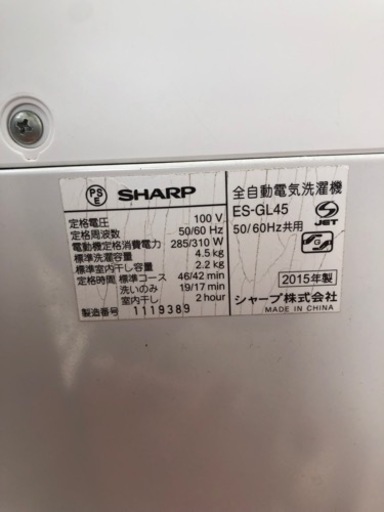 PS
E
SHARP
全自動電気洗濯機
ES-GL45
50/60Hz共用
S
JET
定格電圧 100 V
定格周波数 50/60 Hz
電動機定格消費電力 285/310 W
標準洗濯容量 4.5kg
標準室内干し容量 2.2 kg
定格時間 標準コース 46/42 min
洗いのみ 19/17 min
室内干し 2 hour
製造番号 1119389
2015年製
シャープ株式会社
MADE IN CHINA